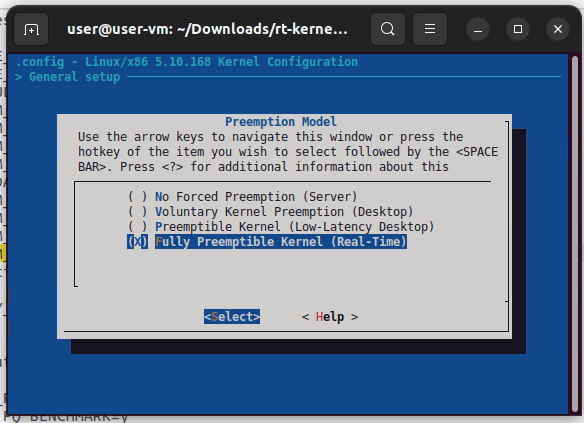 user@user-vm: ~/Downloads/rt-kerne...
.config - Linux/x86 5.10.168 Kernel Configuration
> General setup
Preemption Model
Use the arrow keys to navigate this window or press the
hotkey of the item you wish to select followed by the <SPACE
BAR>. Press <?> for additional information about this
( ) No Forced Preemption (Server)
( ) Voluntary Kernel Preemption (Desktop)
( ) Preemptible Kernel (Low-Latency Desktop)
(X) Fully Preemptible Kernel (Real-Time)
<Select> < Help >